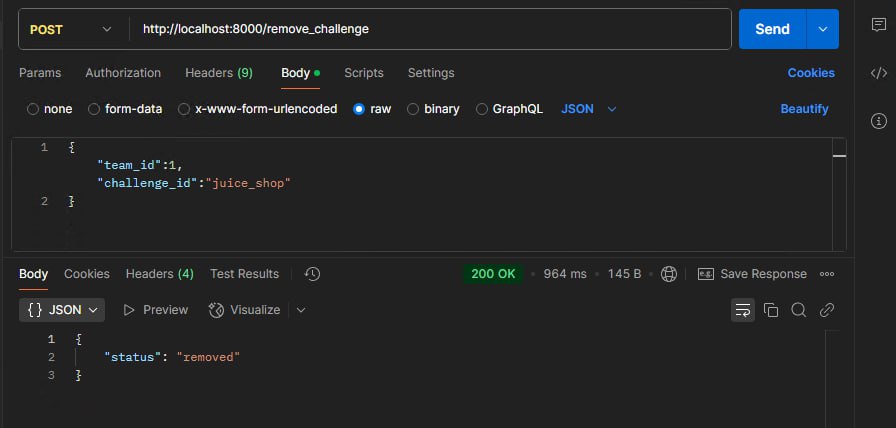 POST http://localhost:8000/remove_challenge Send
Params Authorization Headers (9) Body Scripts Settings Cookies
none form-data x-www-form-urlencoded raw binary GraphQL JSON Beautify
1 {
"team_id":1,
"challenge_id":"juice_shop"
2 }
Body Cookies Headers (4) Test Results 200 OK • 964 ms • 145 B • e.g. Save Response
{} JSON Preview Visualize
1 {
2 "status": "removed"
3 }